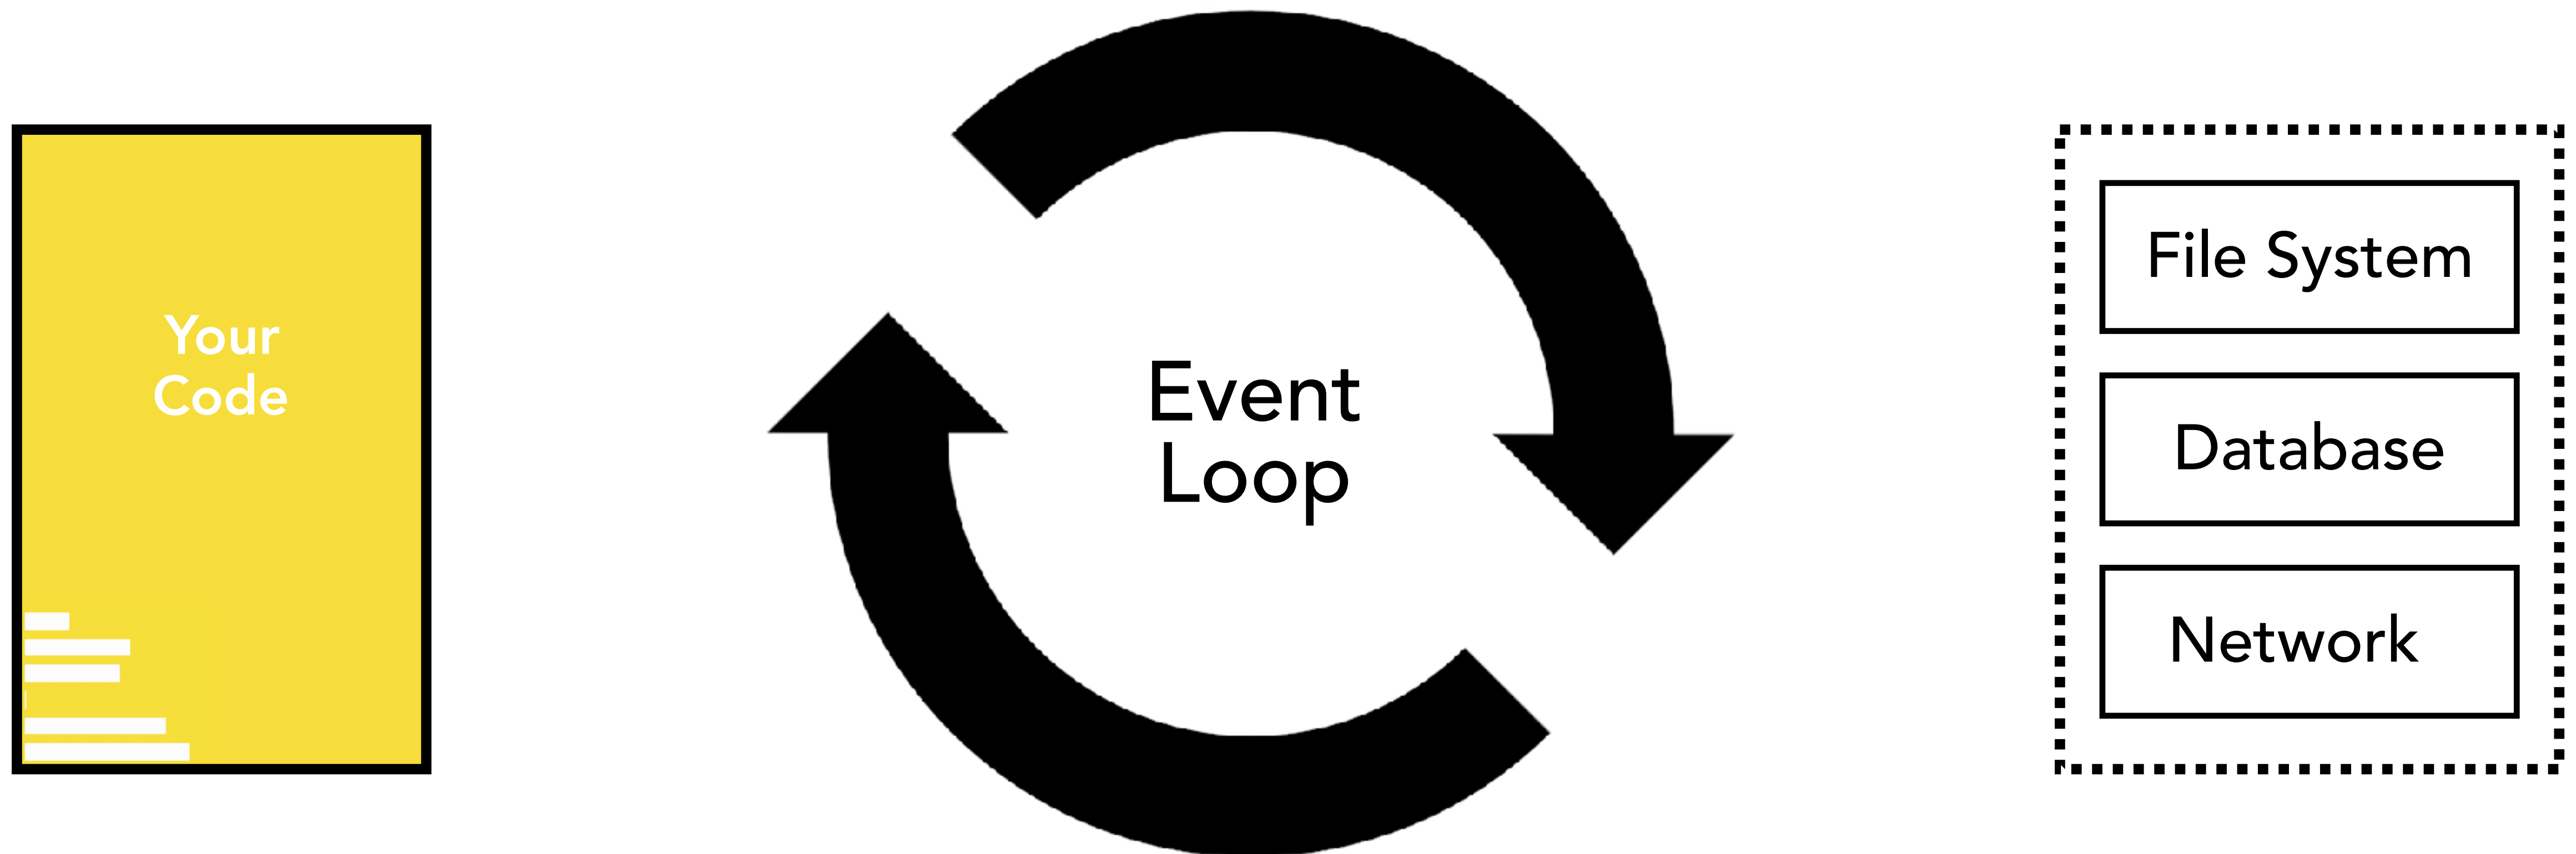 Your
Code
Event
Loop
File System
Database
Network